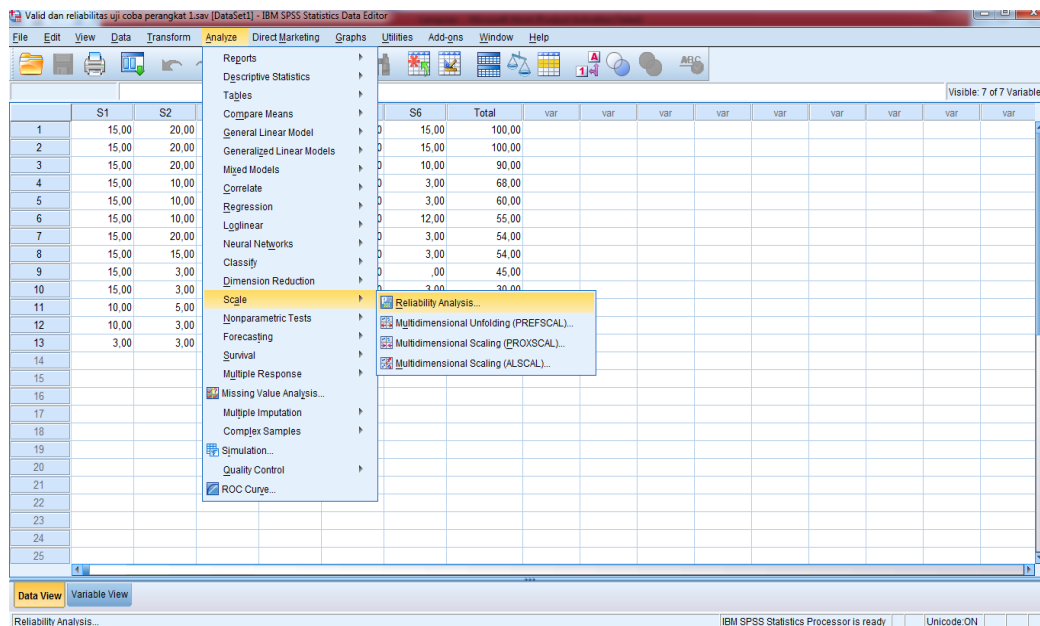 Valid dan reliabilitas uji coba perangkat 1.sav [DataSet1] - IBM SPSS Statistics Data Editor
File Edit View Data Transform Analyze Direct Marketing Graphs Utilities Add-ons Window Help
Visible: 7 of 7 Variable
S1 S2 S6 Total var var var var var var var
1 15,00 20,00 15,00 100,00
2 15,00 20,00 15,00 100,00
3 15,00 20,00 10,00 90,00
4 15,00 10,00 3,00 68,00
5 15,00 10,00 3,00 60,00
6 15,00 10,00 12,00 55,00
7 15,00 20,00 3,00 54,00
8 15,00 15,00 3,00 54,00
9 15,00 3,00 ,00 45,00
10 15,00 3,00 3,00 30,00
11 10,00 5,00
12 10,00 3,00
13 3,00 3,00
14
15
16
17
18
19
20
21
22
23
24
25
Reports
Descriptive Statistics
Tables
Compare Means
General Linear Model
Generalized Linear Models
Mixed Models
Correlate
Regression
Loglinear
Neural Networks
Classify
Dimension Reduction
Scale
Nonparametric Tests
Forecasting
Survival
Multiple Response
Missing Value Analysis...
Multiple Imputation
Complex Samples
Simulation...
Quality Control
ROC Curve...
Reliability Analysis...
Multidimensional Unfolding (PREFSCAL)...
Multidimensional Scaling (PROXSCAL)...
Multidimensional Scaling (ALSCAL)...
Data View Variable View
Reliability Analysis... IBM SPSS Statistics Processor is ready Unicode:ON